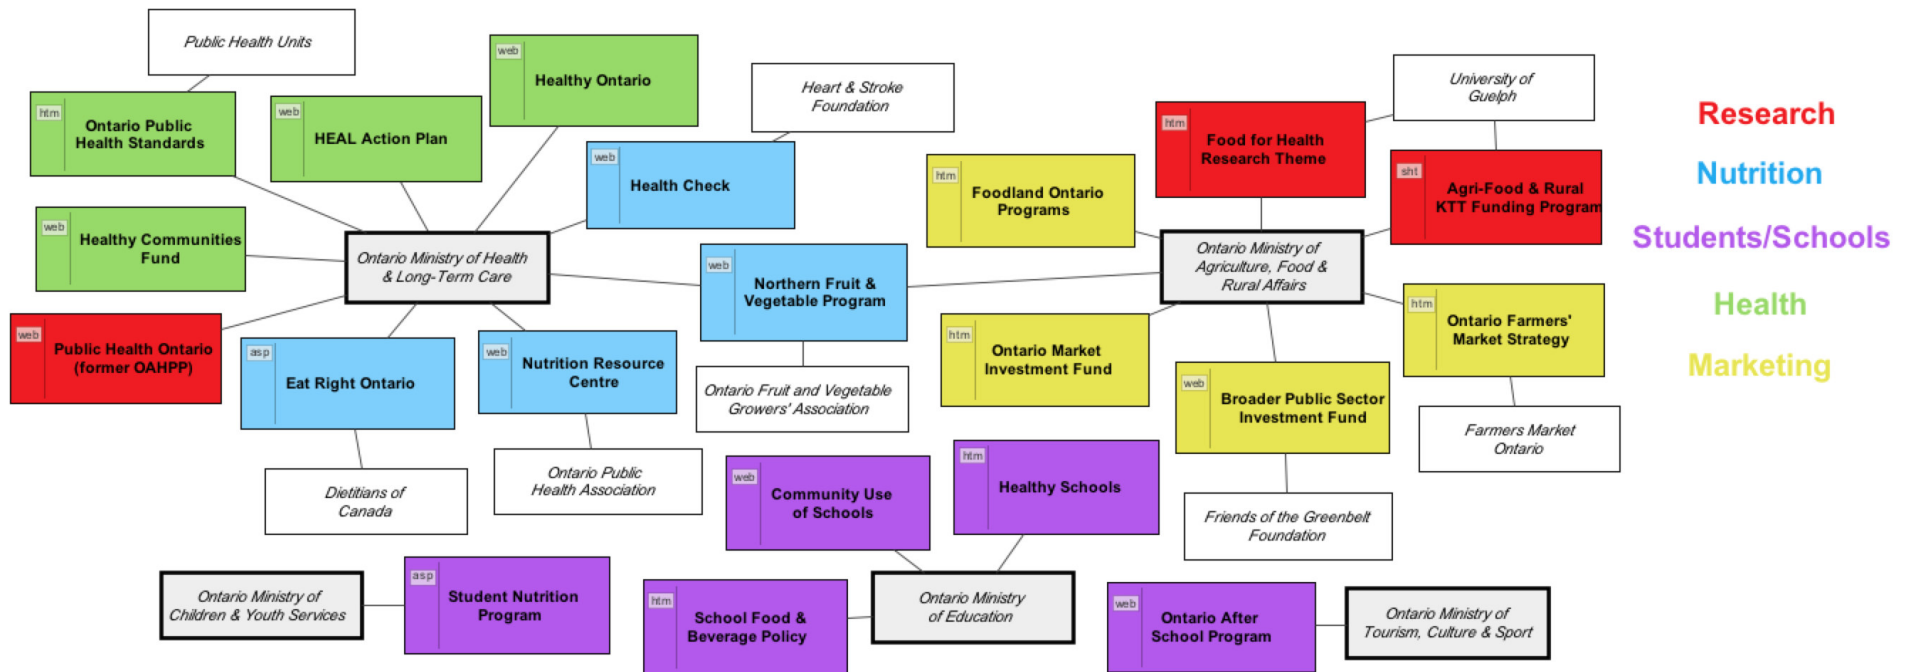 Public Health Units
web
Healthy Ontario
Heart & Stroke
Foundation
University of
Guelph
htm
Ontario Public
Health Standards
web
HEAL Action Plan
web
Health Check
htm
Food for Health
Research Theme
Research
htm
Foodland Ontario
Programs
sht
Agri-Food & Rural
KTT Funding Program
Nutrition
Students/Schools
web
Healthy Communities
Fund
Ontario Ministry of Health
& Long-Term Care
web
Northern Fruit &
Vegetable Program
Ontario Ministry of
Agriculture, Food &
Rural Affairs
htm
Ontario Farmers'
Market Strategy
Health
web
Public Health Ontario
(former OAHPP)
asp
Eat Right Ontario
web
Nutrition Resource
Centre
htm
Ontario Market
Investment Fund
Marketing
Ontario Fruit and Vegetable
Growers' Association
web
Broader Public Sector
Investment Fund
Farmers Market
Ontario
Dietitians of
Canada
Ontario Public
Health Association
web
Community Use
of Schools
htm
Healthy Schools
Friends of the Greenbelt
Foundation
Ontario Ministry of
Children & Youth Services
asp
Student Nutrition
Program
htm
School Food &
Beverage Policy
Ontario Ministry
of Education
web
Ontario After
School Program
Ontario Ministry of
Tourism, Culture & Sport